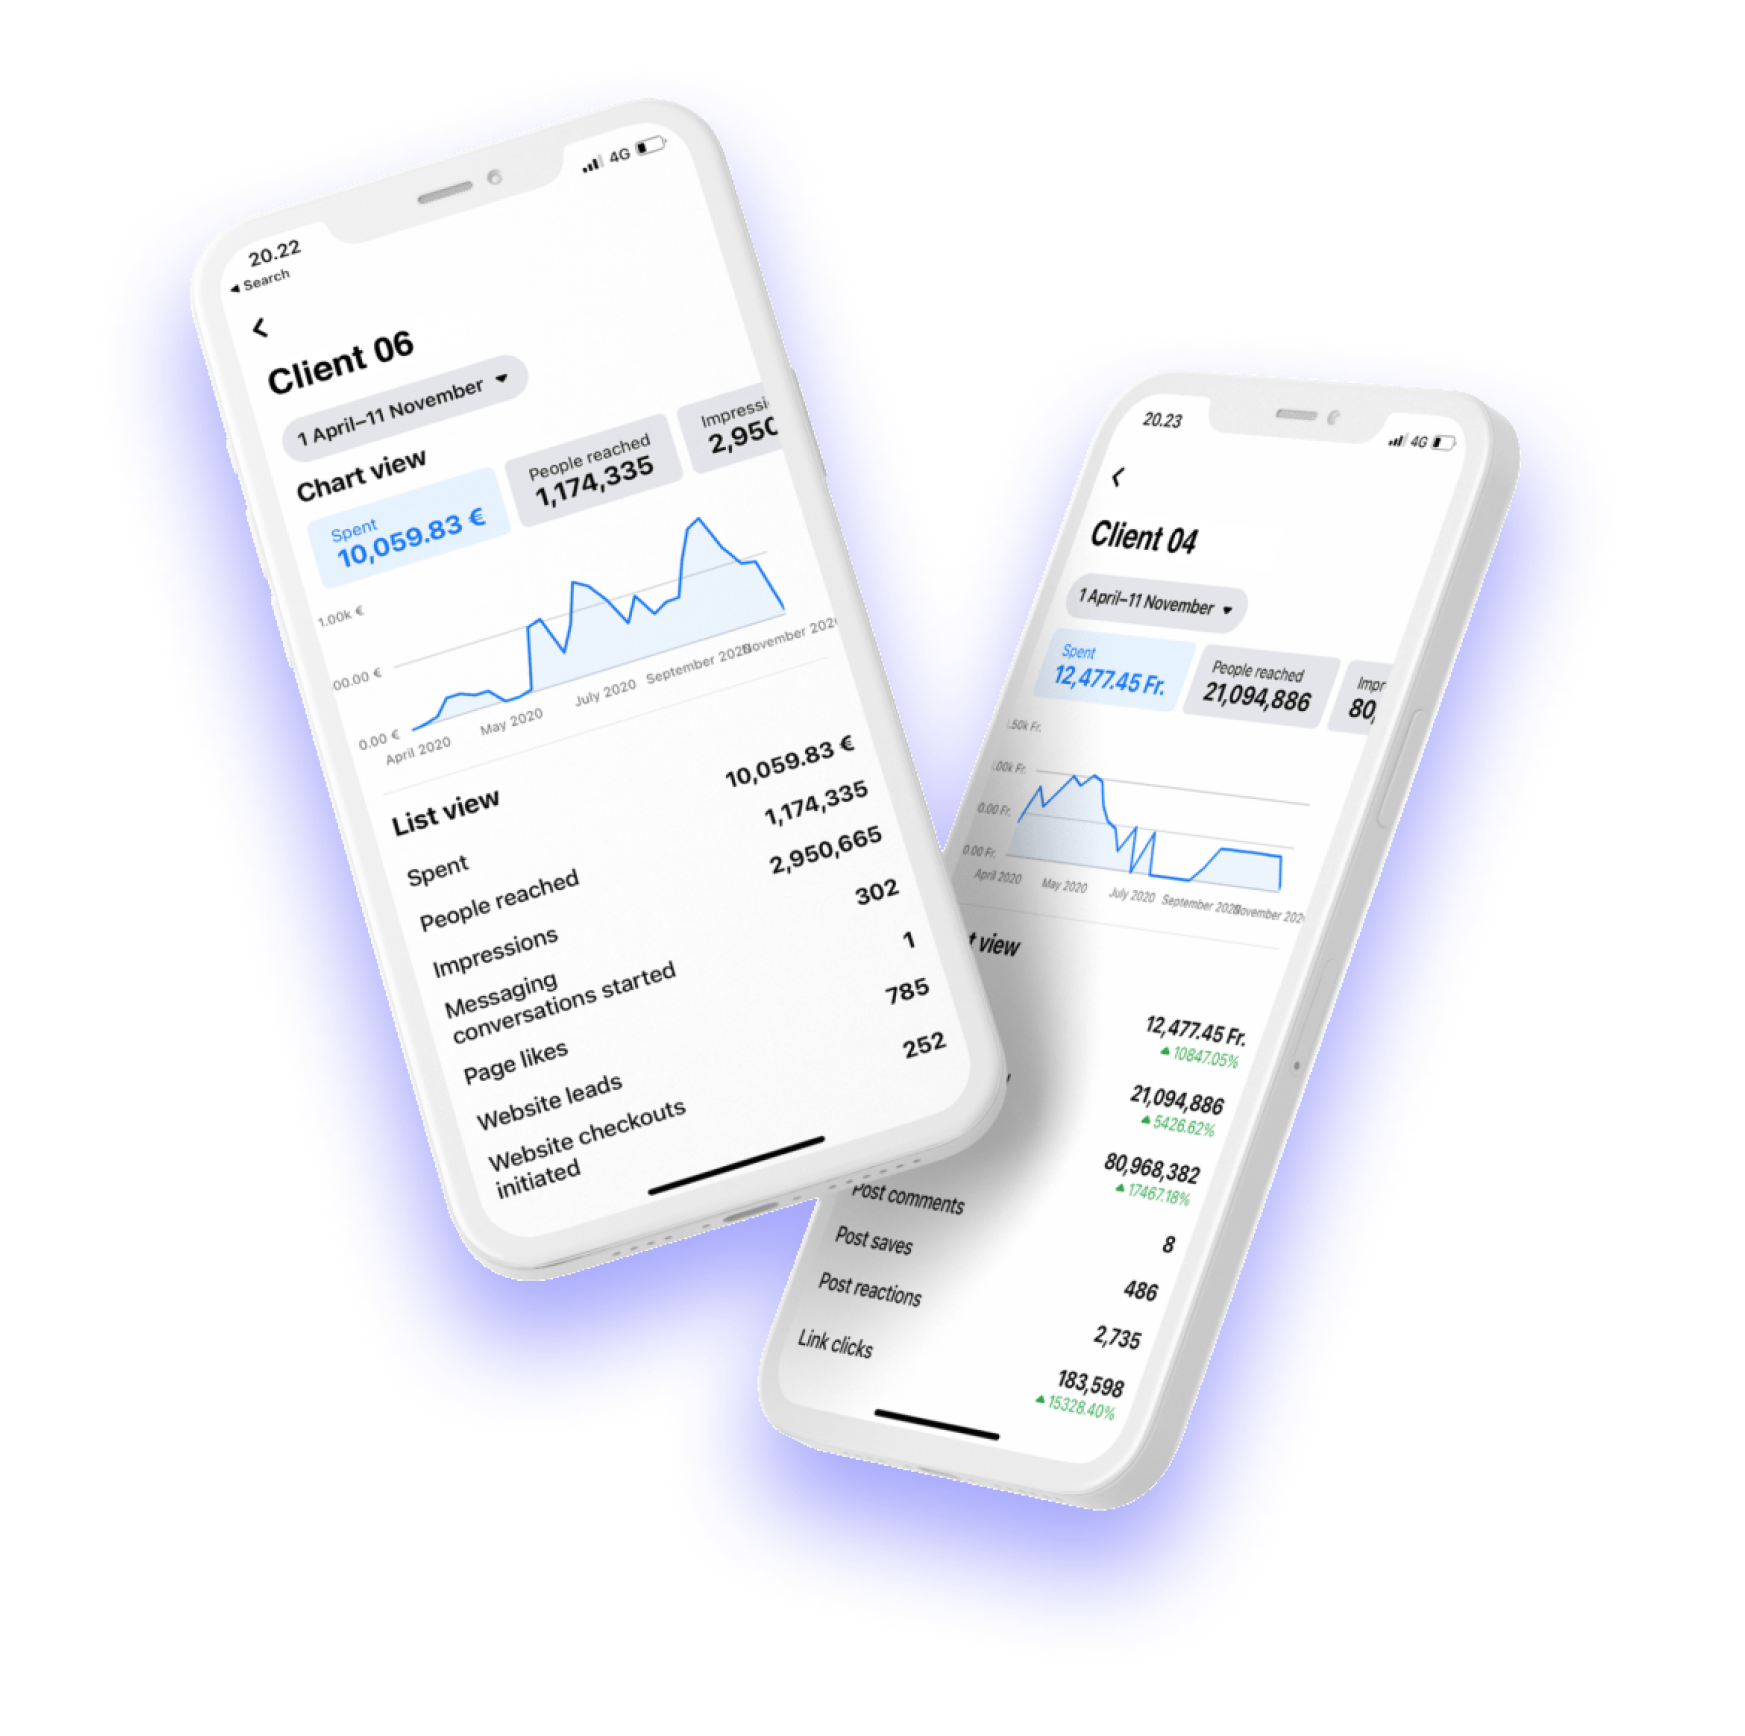 20.22
4G
Search
Client 06
1 April–11 November
Chart view
Spent
10,059.83 €
People reached
1,174,335
Impressi
2,950
1.00k €
00.00 €
0.00 €
April 2020
May 2020
July 2020
September 2020
November 2020
List view
Spent
10,059.83 €
People reached
1,174,335
Impressions
2,950,665
Messaging
conversations started
302
Page likes
1
Website leads
785
Website checkouts
initiated
252
20.23
4G
Client 04
1 April–11 November
Spent
12,477.45 Fr.
People reached
21,094,886
Impr
80,
.50k Fr.
.00k Fr.
0.00 Fr.
0.00 Fr.
April 2020
May 2020
July 2020
September 2020
November 202
t view
12,477.45 Fr.
10847.05%
21,094,886
5426.62%
80,968,382
17467.18%
Post comments
8
Post saves
486
Post reactions
2,735
Link clicks
183,598
15328.40%